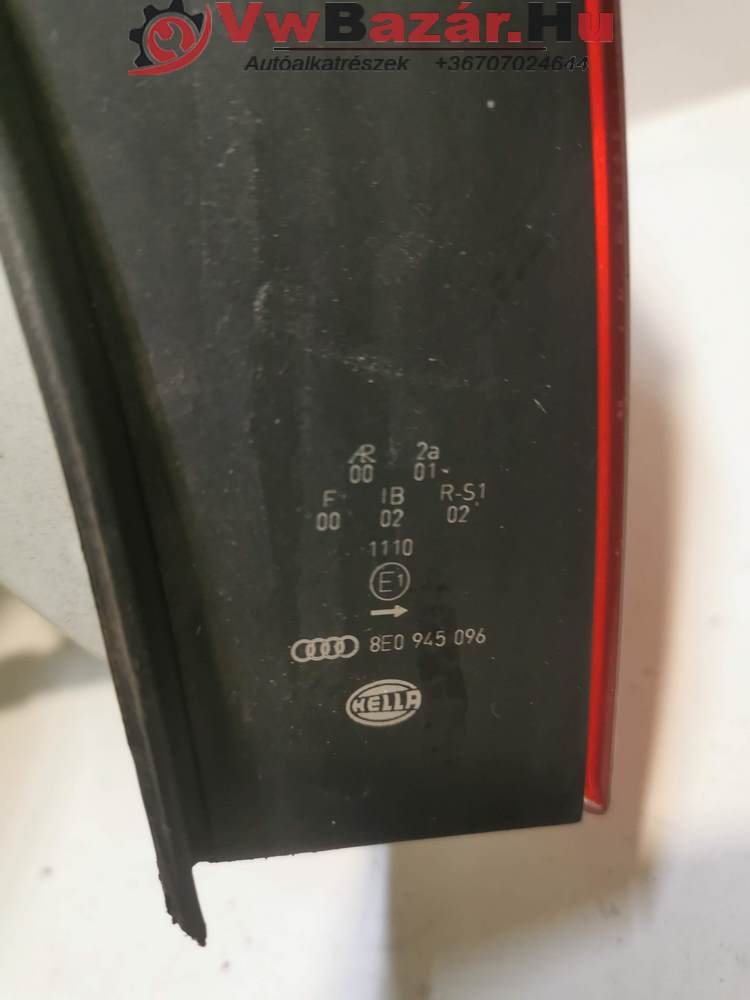 VwBazár.Hu
Autóalkatrészek +36707024644
AR 2a
00 01
F IB R-S1
00 02 02
1110
E1
8E0 945 096
HELLA